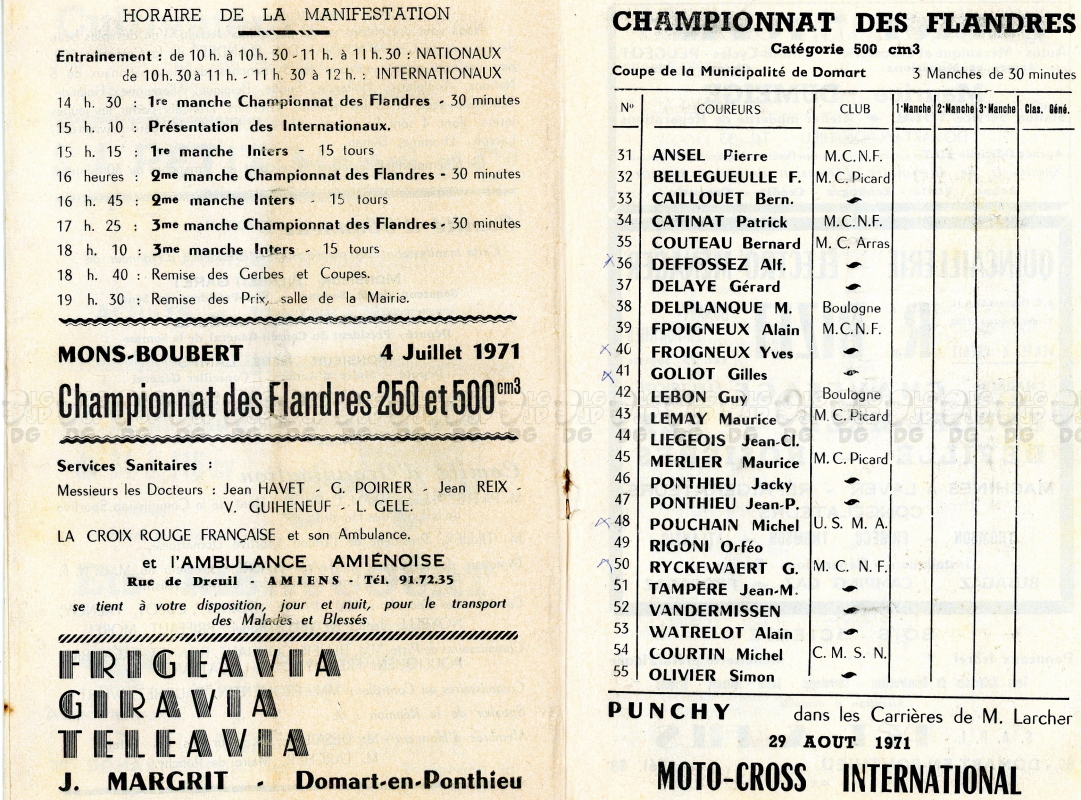 HORAIRE DE LA MANIFESTATION
Entrainement : de 10 h. à 10 h. 30 - 11 h. à 11 h. 30 : NATIONAUX
de 10 h. 30 à 11 h. - 11 h. 30 à 12 h. : INTERNATIONAUX
14 h. 30 : 1re manche Championnat des Flandres - 30 minutes
15 h. 10 : Présentation des Internationaux.
15 h. 15 : 1re manche Inters - 15 tours
16 heures : 2me manche Championnat des Flandres - 30 minutes
16 h. 45 : 2me manche Inters - 15 tours
17 h. 25 : 3me manche Championnat des Flandres - 30 minutes
18 h. 10 : 3me manche Inters - 15 tours
18 h. 40 : Remise des Gerbes et Coupes.
19 h. 30 : Remise des Prix, salle de la Mairie.
MONS-BOUBERT 4 Juillet 1971
Championnat des Flandres 250 et 500 cm3
Services Sanitaires :
Messieurs les Docteurs : Jean HAVET - G. POIRIER - Jean REIX -
V. GUIHENEUF - L. GELE.
LA CROIX ROUGE FRANÇAISE et son Ambulance.
et l'AMBULANCE AMIÉNOISE
Rue de Dreuil - AMIENS - Tél. 91.72.35
se tient à votre disposition, jour et nuit, pour le transport
des Malades et Blessés
FRIGEAVIA
GIRAVIA
TELEAVIA
J. MARGRIT - Domart-en-Ponthieu
CHAMPIONNAT DES FLANDRES
Catégorie 500 cm3
Coupe de la Municipalité de Domart 3 Manches de 30 minutes
No COUREURS CLUB 1e Manche 2e Manche 3e Manche Clas. Géné.
31 ANSEL Pierre M.C.N.F.
32 BELLEGUEULLE F. M. C. Picard
33 CAILLOUET Bern.
34 CATINAT Patrick M.C.N.F.
35 COUTEAU Bernard M. C. Arras
36 DEFFOSSEZ Alf.
37 DELAYE Gérard
38 DELPLANQUE M. Boulogne
39 FPOIGNEUX Alain M.C.N.F.
40 FROIGNEUX Yves
41 GOLIOT Gilles
42 LEBON Guy Boulogne
43 LEMAY Maurice M. C. Picard
44 LIEGEOIS Jean-Cl.
45 MERLIER Maurice M. C. Picard
46 PONTHIEU Jacky
47 PONTHIEU Jean-P.
48 POUCHAIN Michel U. S. M. A.
49 RIGONI Orféo
50 RYCKEWAERT G. M. C. N. F.
51 TAMPÈRE Jean-M.
52 VANDERMISSEN
53 WATRELOT Alain
54 COURTIN Michel C. M. S. N.
55 OLIVIER Simon
PUNCHY dans les Carrières de M. Larcher
29 AOUT 1971
MOTO-CROSS INTERNATIONAL